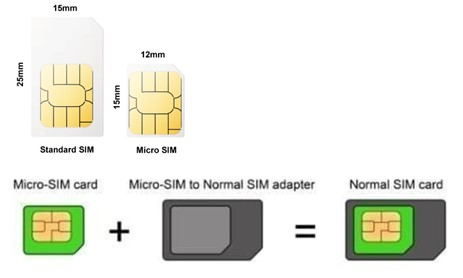 15mm
12mm
25mm
15mm
Standard SIM
Micro SIM
Micro-SIM card
Micro-SIM to Normal SIM adapter
Normal SIM card
+
=